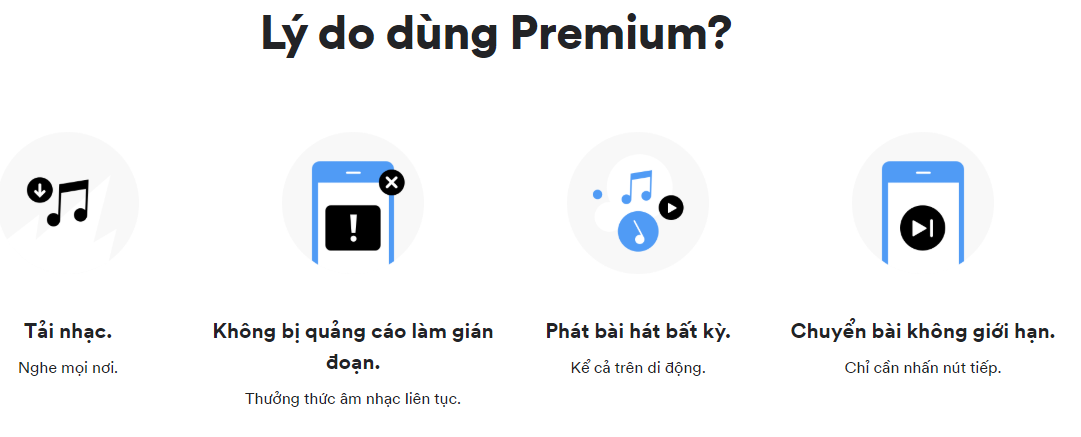 Lý do dùng Premium?
Tải nhạc.
Nghe mọi nơi.
Không bị quảng cáo làm gián
đoạn.
Thưởng thức âm nhạc liên tục.
Phát bài hát bất kỳ.
Kể cả trên di động.
Chuyển bài không giới hạn.
Chỉ cần nhấn nút tiếp.